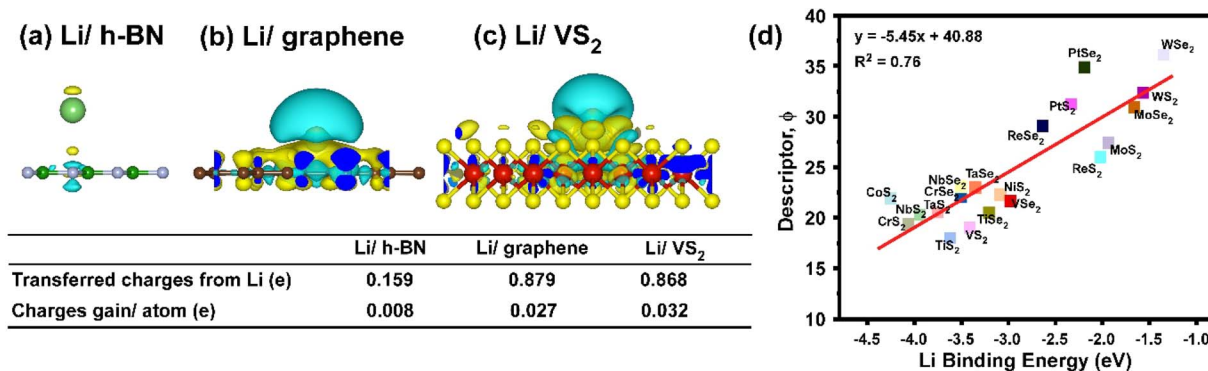 (a) Li/ h-BN
(b) Li/ graphene
(c) Li/ VS2
Li/ h-BN Li/ graphene Li/ VS2
Transferred charges from Li (e) 0.159 0.879 0.868
Charges gain/ atom (e) 0.008 0.027 0.032
(d)
y = -5.45x + 40.88
R2 = 0.76
Descriptor, ϕ
40
35
30
25
20
15
10
WSe2
PtSe2
WS2
PtS2
MoSe2
ReSe2
MoS2
ReS2
TaSe2
NbSe2
CrSe2
NiS2
CoS2
VSe2
TaS2
NbS2
TiSe2
CrS2
VS2
TiS2
-4.5 -4.0 -3.5 -3.0 -2.5 -2.0 -1.5 -1.0
Li Binding Energy (eV)